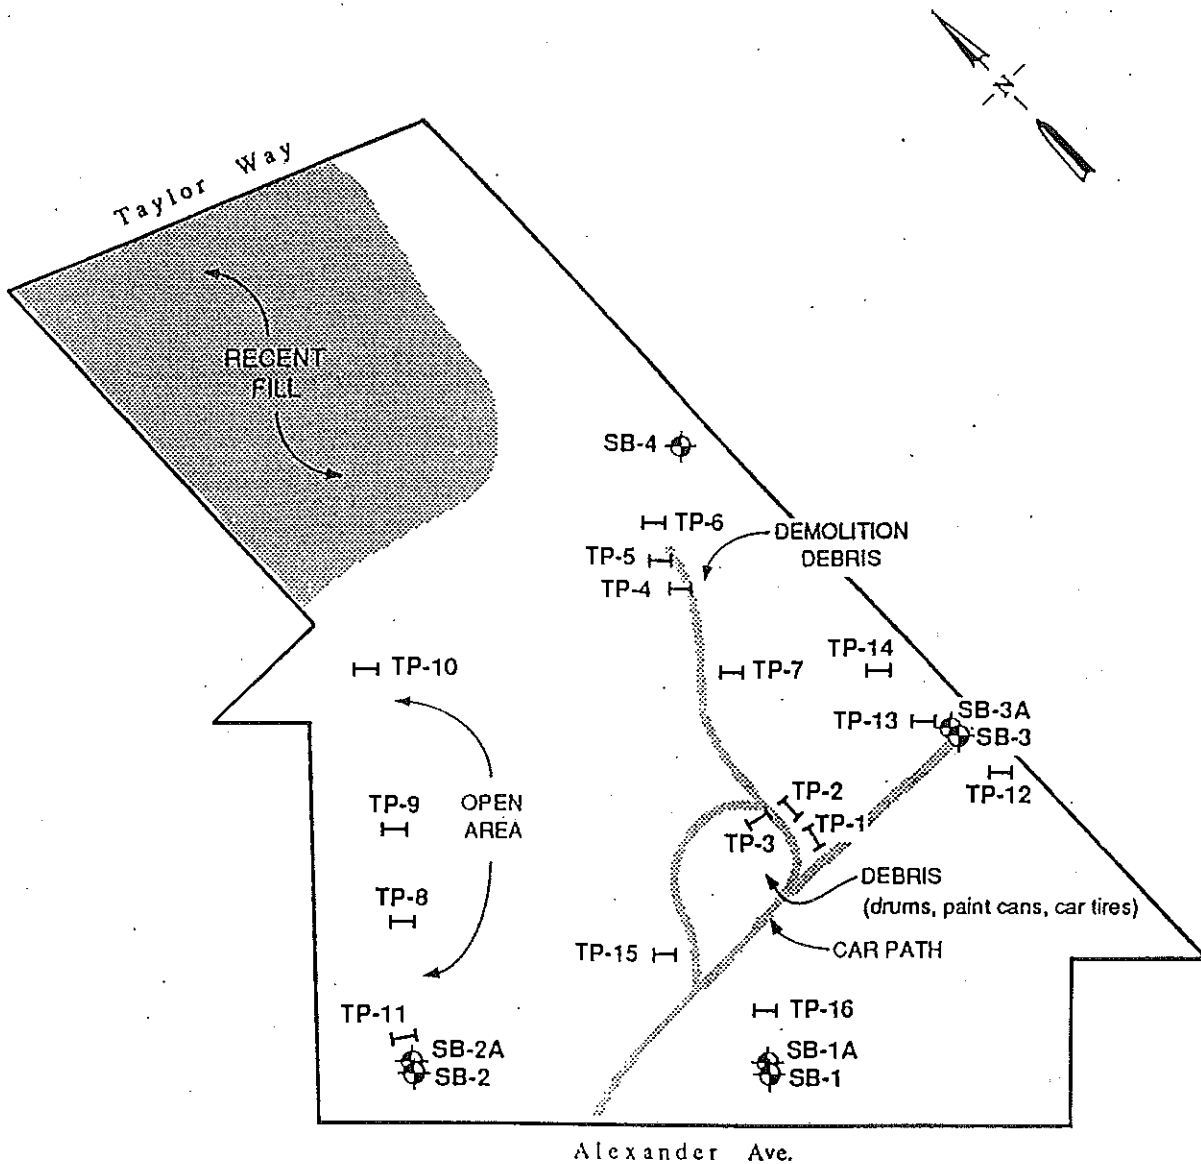 N
Taylor Way
RECENT
FILL
SB-4
TP-6
TP-5
TP-4
DEMOLITION
DEBRIS
TP-14
TP-10
TP-7
SB-3A
TP-13
SB-3
TP-12
TP-2
TP-9
OPEN
AREA
TP-3
TP-1
TP-8
DEBRIS
(drums, paint cans, car tires)
TP-15
CAR PATH
TP-11
TP-16
SB-2A
SB-2
SB-1A
SB-1
Alexander Ave.